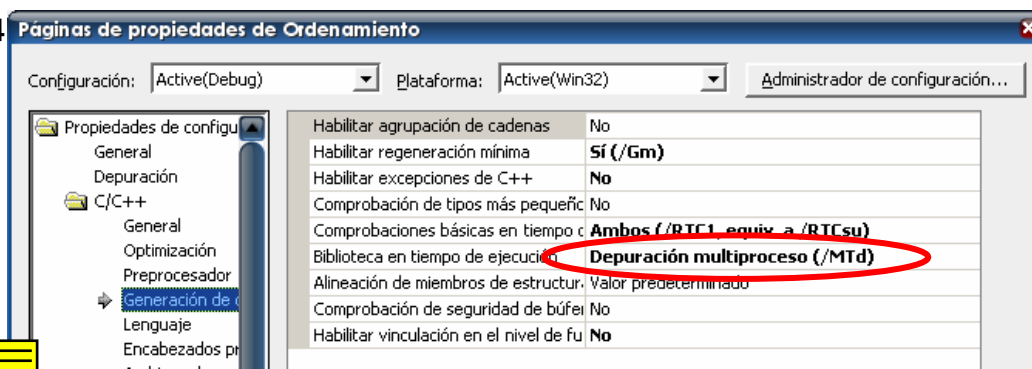 4
Páginas de propiedades de Ordenamiento
Configuración: Active(Debug) Plataforma: Active(Win32) Administrador de configuración...
Propiedades de configu
General
Depuración
C/C++
General
Optimización
Preprocesador
Generación de
Lenguaje
Encabezados pr
Habilitar agrupación de cadenas No
Habilitar regeneración mínima Sí (/Gm)
Habilitar excepciones de C++ No
Comprobación de tipos más pequeño No
Comprobaciones básicas en tiempo Ambos (/RTC1, equiv. a /RTCsu)
Biblioteca en tiempo de ejecución Depuración multiproceso (/MTd)
Alineación de miembros de estructur Valor predeterminado
Comprobación de seguridad de búfe No
Habilitar vinculación en el nivel de fu No